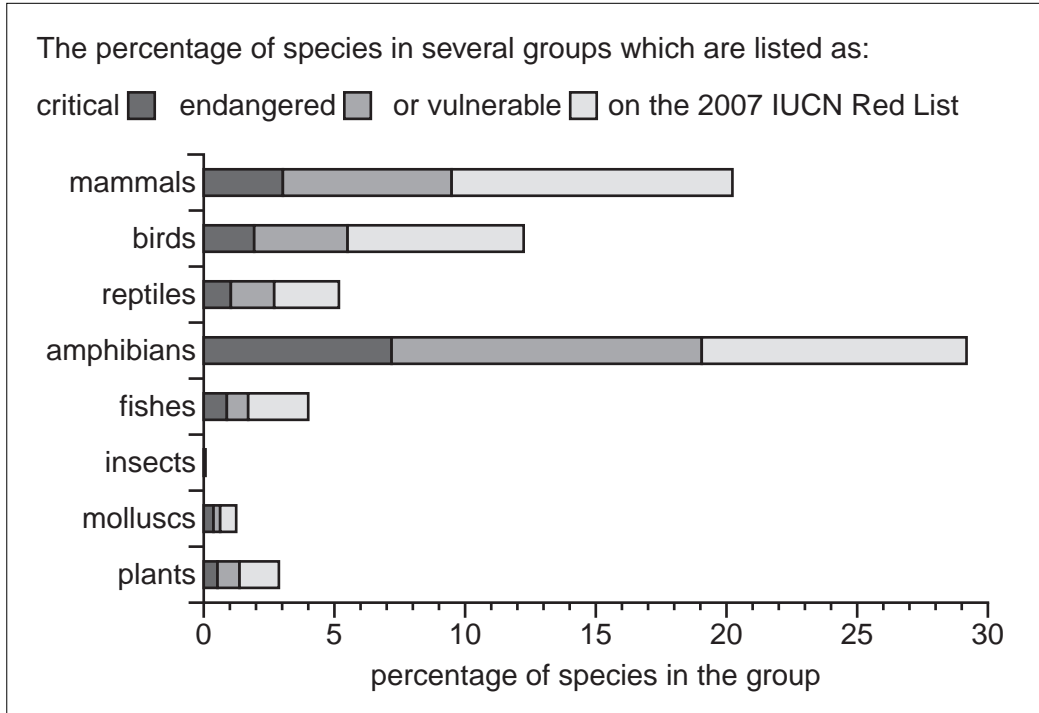 The percentage of species in several groups which are listed as:
critical endangered or vulnerable on the 2007 IUCN Red List
mammals
birds
reptiles
amphibians
fishes
insects
molluscs
plants
0 5 10 15 20 25 30
percentage of species in the group